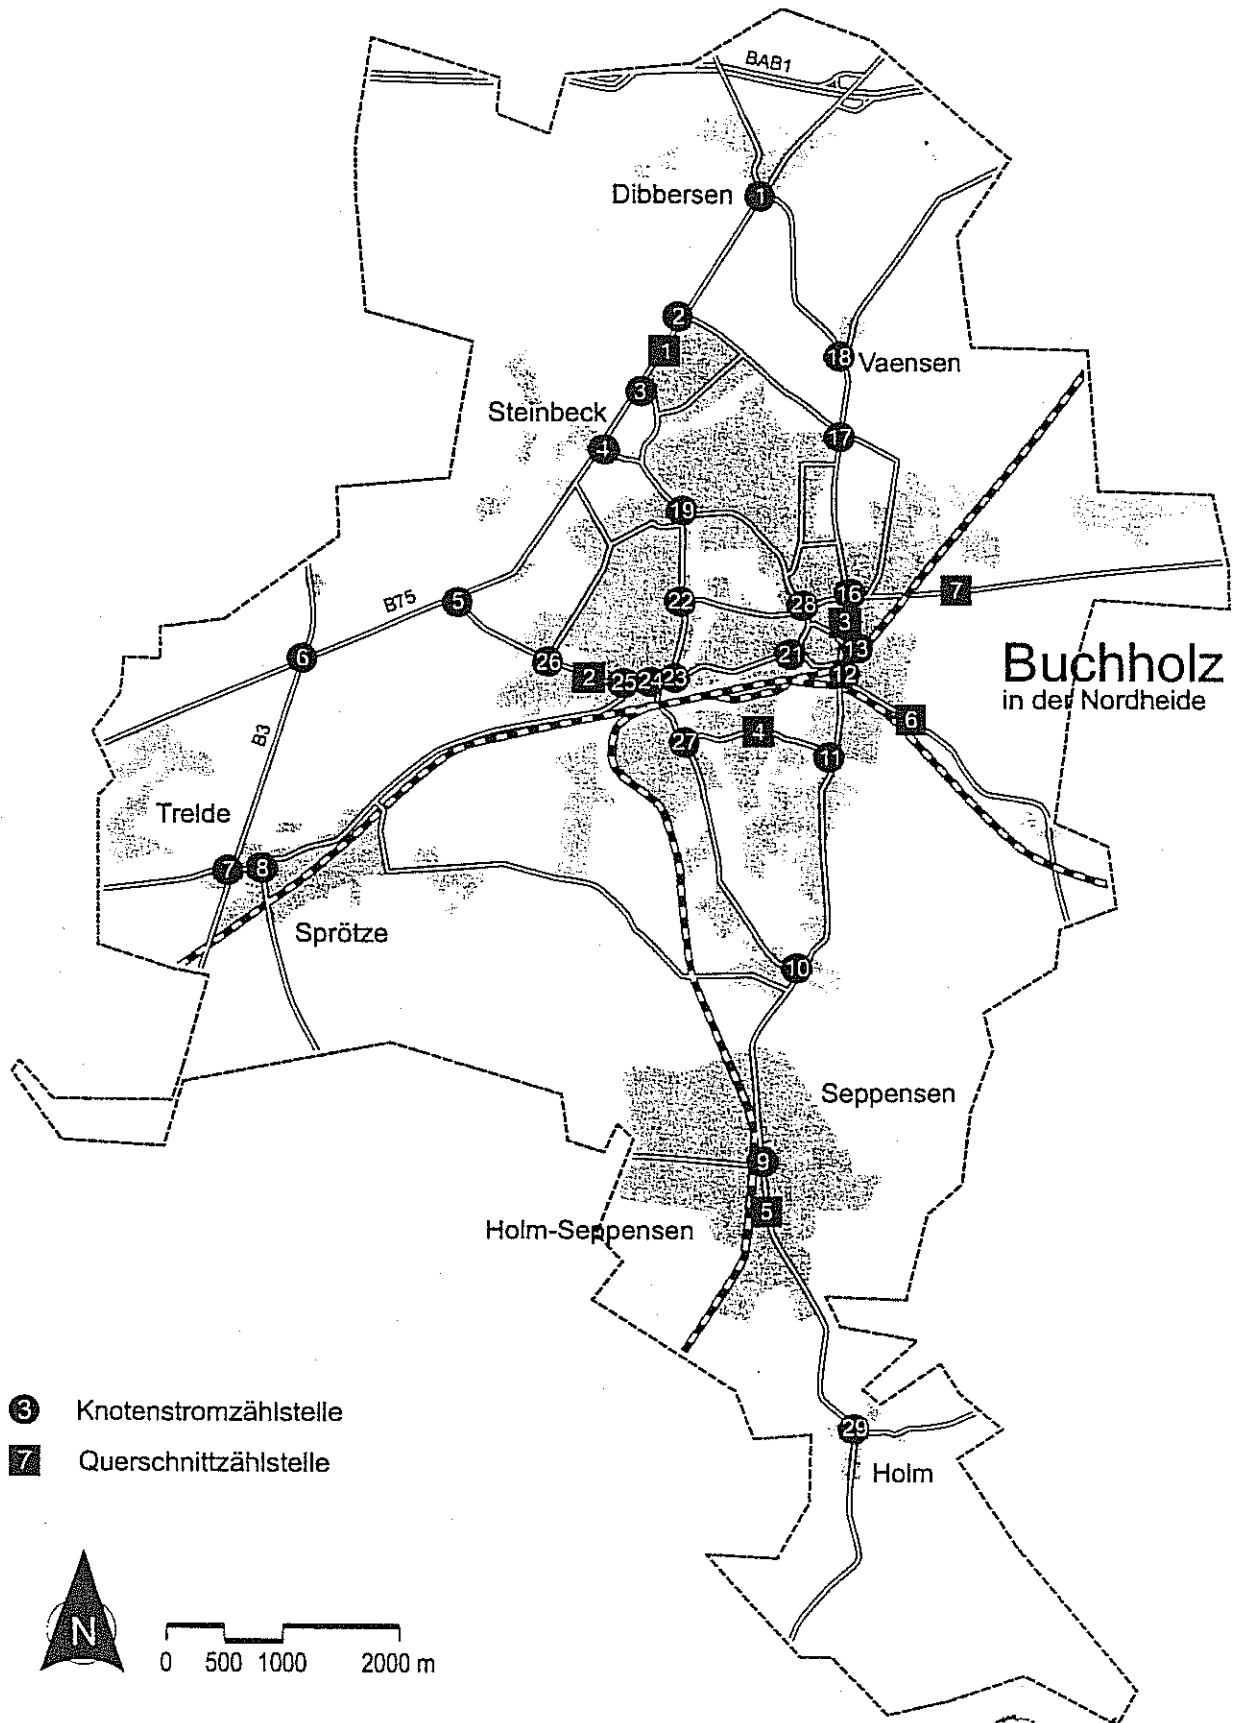 BAB1
Dibbersen
1
2
1
18
Vaensen
3
Steinbeck
4
17
19
B75
5
22
28
16
7
3
6
26
2
25
24
23
21
13
12
Buchholz
in der Nordheide
B3
27
4
11
6
Trelde
7
8
Sprötze
10
Seppensen
9
5
Holm-Seppensen
3 Knotenstromzählstelle
7 Querschnittzählstelle
29
Holm
N
0 500 1000 2000 m